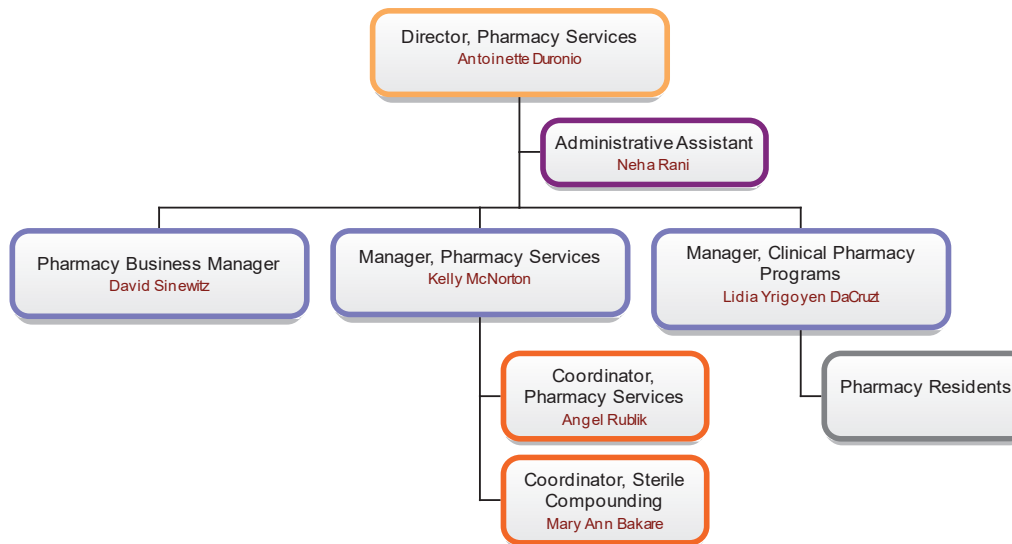 Director, Pharmacy Services
Antoinette Duronio
Administrative Assistant
Neha Rani
Pharmacy Business Manager
David Sinewitz
Manager, Pharmacy Services
Kelly McNorton
Manager, Clinical Pharmacy
Programs
Lidia Yrigoyen DaCruzt
Coordinator,
Pharmacy Services
Angel Rublik
Pharmacy Residents
Coordinator, Sterile
Compounding
Mary Ann Bakare